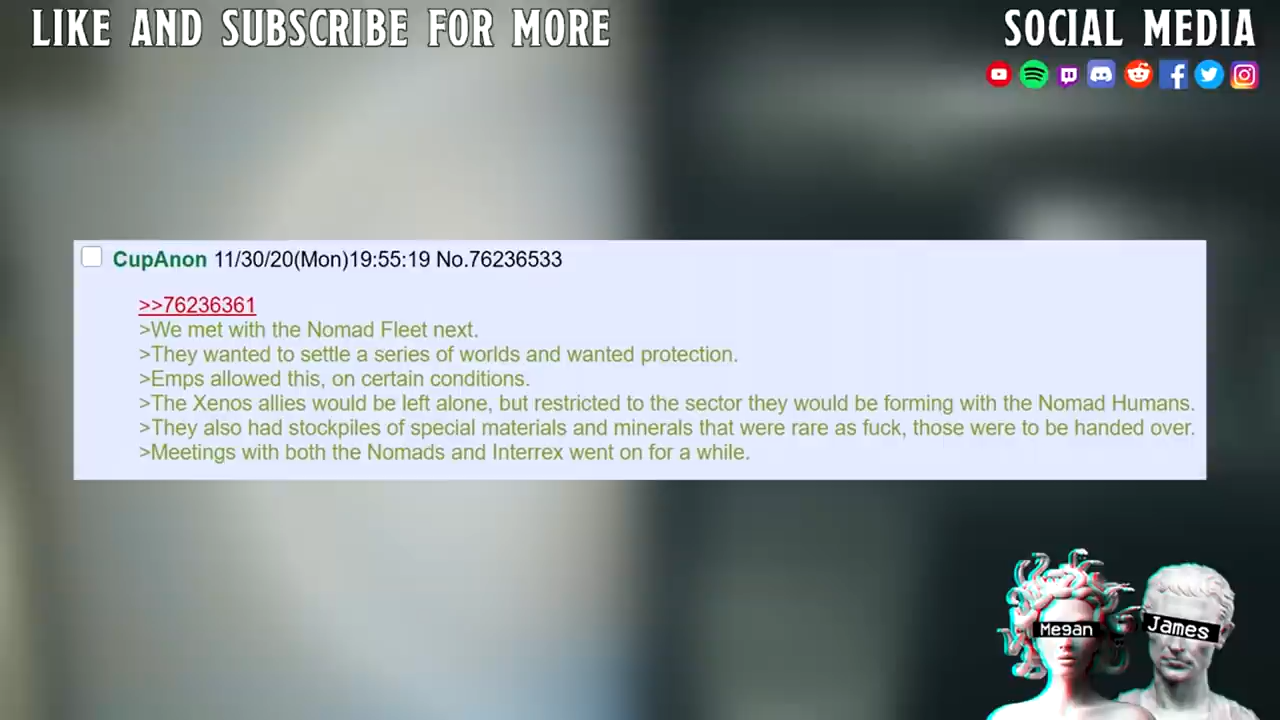 LIKE AND SUBSCRIBE FOR MORE
SOCIAL MEDIA
CupAnon 11/30/20(Mon)19:55:19 No.76236533
>>76236361
>We met with the Nomad Fleet next.
>They wanted to settle a series of worlds and wanted protection.
>Emps allowed this, on certain conditions.
>The Xenos allies would be left alone, but restricted to the sector they would be forming with the Nomad Humans.
>They also had stockpiles of special materials and minerals that were rare as fuck, those were to be handed over.
>Meetings with both the Nomads and Interrex went on for a while.
Megan
James